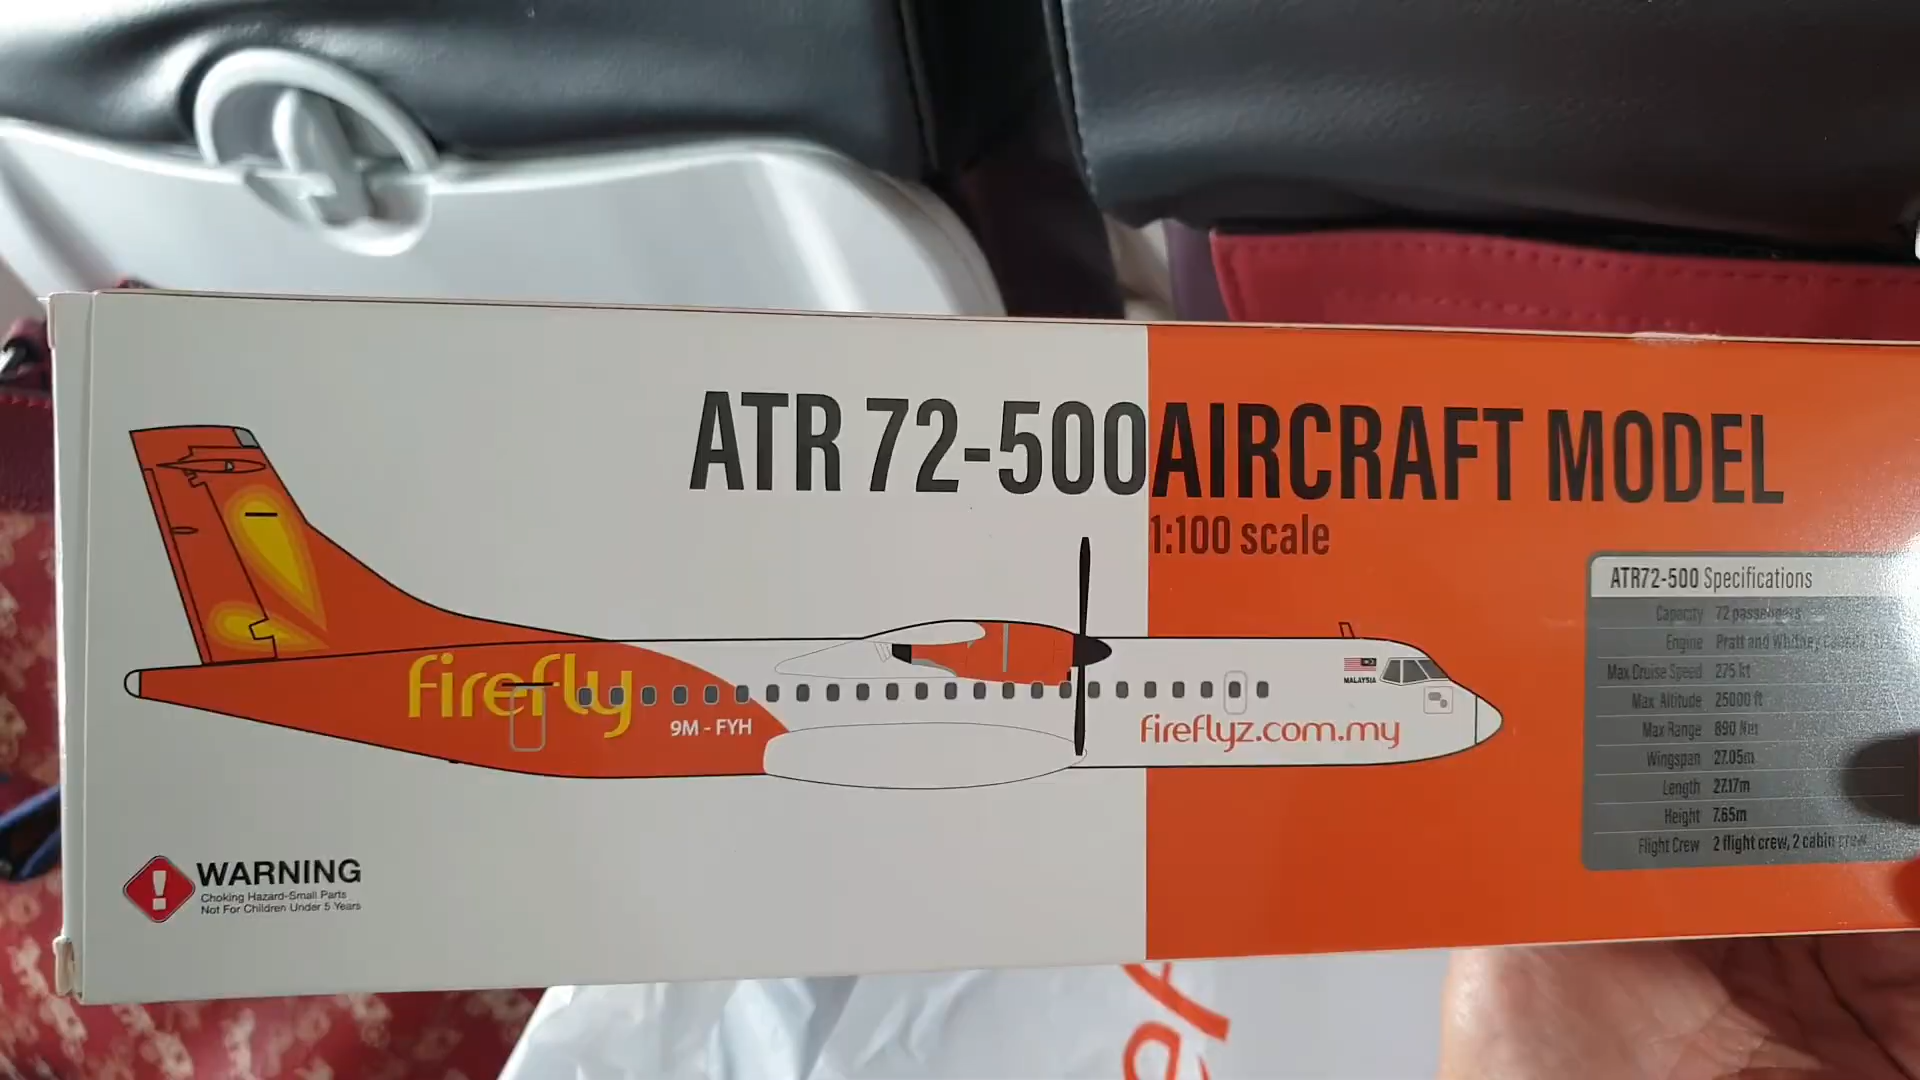 ATR 72-500 AIRCRAFT MODEL
1:100 scale
ATR72-500 Specifications
Capacity 72 passengers
Engine Pratt and Whitney
Max Cruise Speed 275 kt
Max Altitude 25000 ft
Max Range 890 Nm
Wingspan 27.05m
Length 27.17m
Height 7.65m
Flight Crew 2 flight crew, 2 cabin crew
firefly
9M - FYH
MALAYSIA
fireflyz.com.my
WARNING
Choking Hazard-Small Parts
Not For Children Under 5 Years